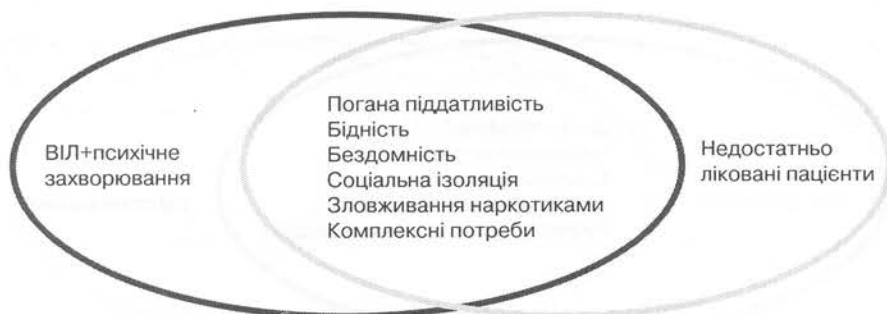 ВІЛ+психічне
захворювання
Погана піддатливість
Бідність
Бездомність
Соціальна ізоляція
Зловживання наркотиками
Комплексні потреби
Недостатньо
ліковані пацієнти